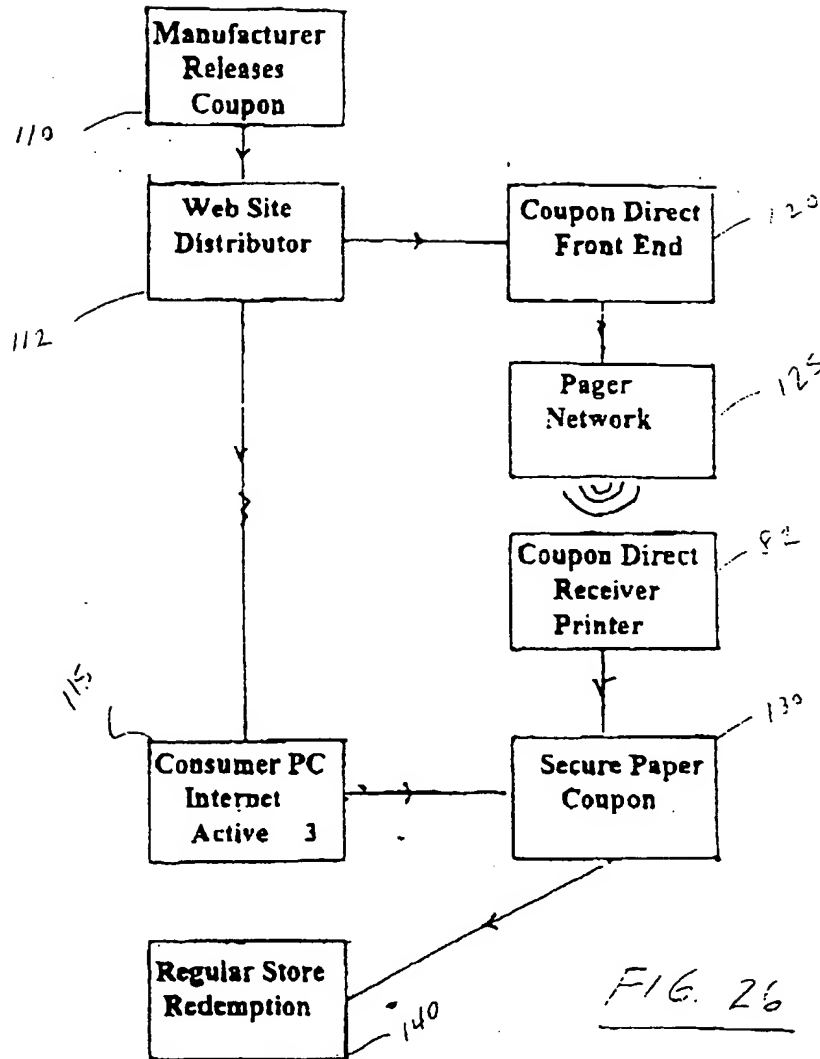 Manufacturer
Releases
Coupon
110
Web Site
Distributor
112
Coupon Direct
Front End
120
Pager
Network
125
Coupon Direct
Receiver
Printer
82
115
Consumer PC
Internet
Active 3
Secure Paper
Coupon
130
Regular Store
Redemption
140
FIG. 26